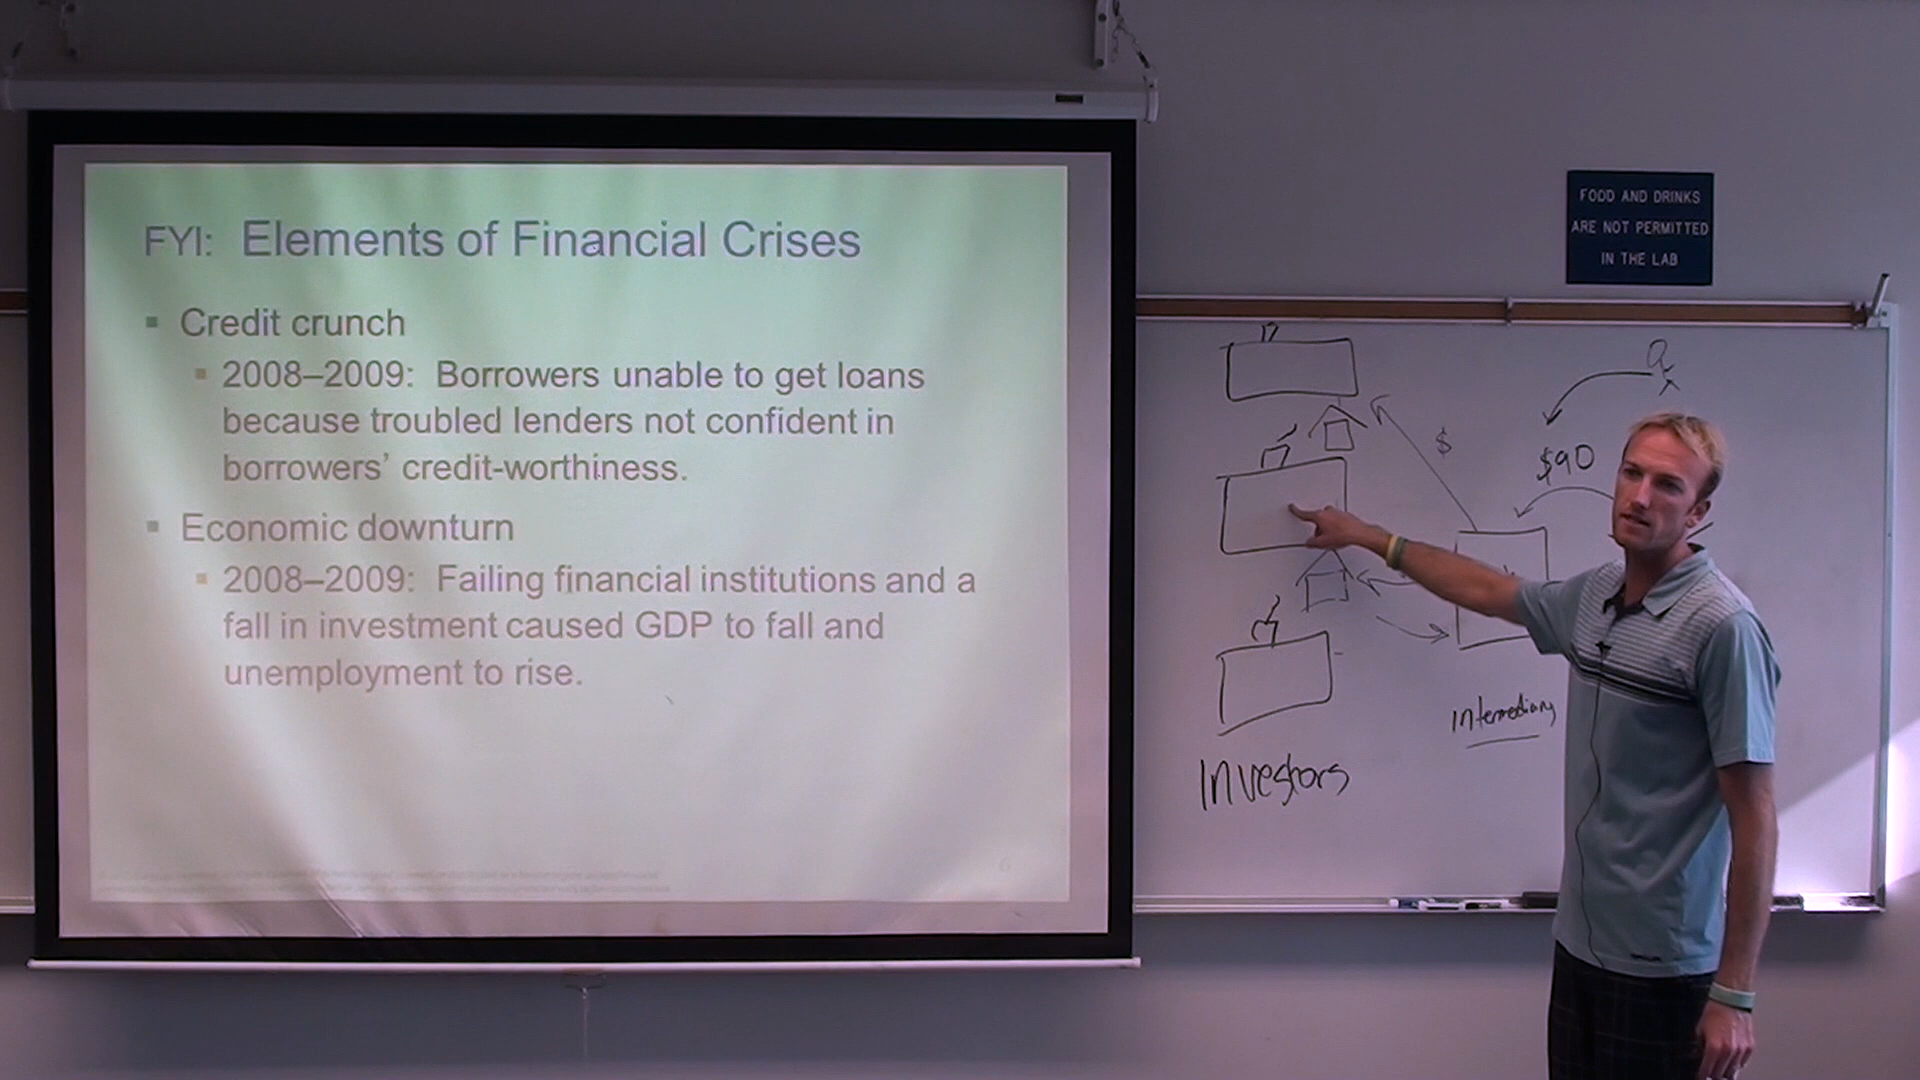 FYI: Elements of Financial Crises
▪ Credit crunch
▪ 2008–2009: Borrowers unable to get loans
because troubled lenders not confident in
borrowers’ credit-worthiness.
▪ Economic downturn
▪ 2008–2009: Failing financial institutions and a
fall in investment caused GDP to fall and
unemployment to rise.
6
FOOD AND DRINKS
ARE NOT PERMITTED
IN THE LAB
$
$90
Intermediary
Investors